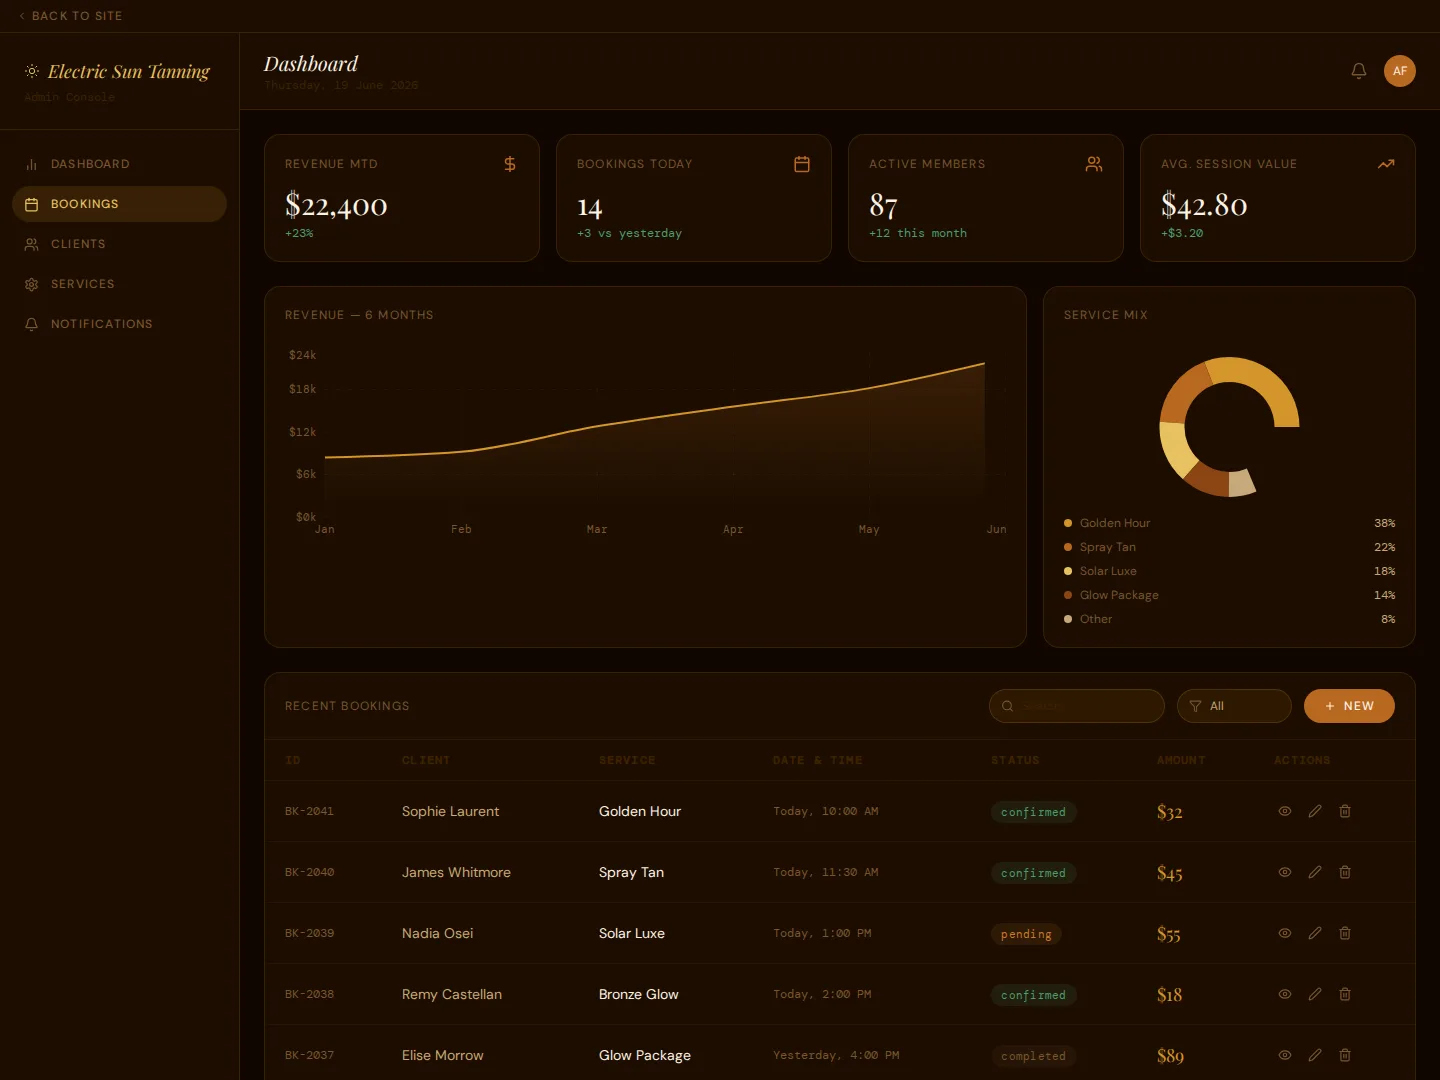 BACK TO SITE
Electric Sun Tanning
Admin Console
DASHBOARD
BOOKINGS
CLIENTS
SERVICES
NOTIFICATIONS
Dashboard
Thursday, 19 June 2026
AF
REVENUE MTD
$22,400
+23%
BOOKINGS TODAY
14
+3 vs yesterday
ACTIVE MEMBERS
87
+12 this month
AVG. SESSION VALUE
$42.80
+$3.20
REVENUE — 6 MONTHS
$24k
$18k
$12k
$6k
$0k
Jan Feb Mar Apr May Jun
SERVICE MIX
Golden Hour 38%
Spray Tan 22%
Solar Luxe 18%
Glow Package 14%
Other 8%
RECENT BOOKINGS
All
+ NEW
ID CLIENT SERVICE DATE & TIME STATUS AMOUNT ACTIONS
BK-2041 Sophie Laurent Golden Hour Today, 10:00 AM confirmed $32
BK-2040 James Whitmore Spray Tan Today, 11:30 AM confirmed $45
BK-2039 Nadia Osei Solar Luxe Today, 1:00 PM pending $55
BK-2038 Remy Castellan Bronze Glow Today, 2:00 PM confirmed $18
BK-2037 Elise Morrow Glow Package Yesterday, 4:00 PM completed $89